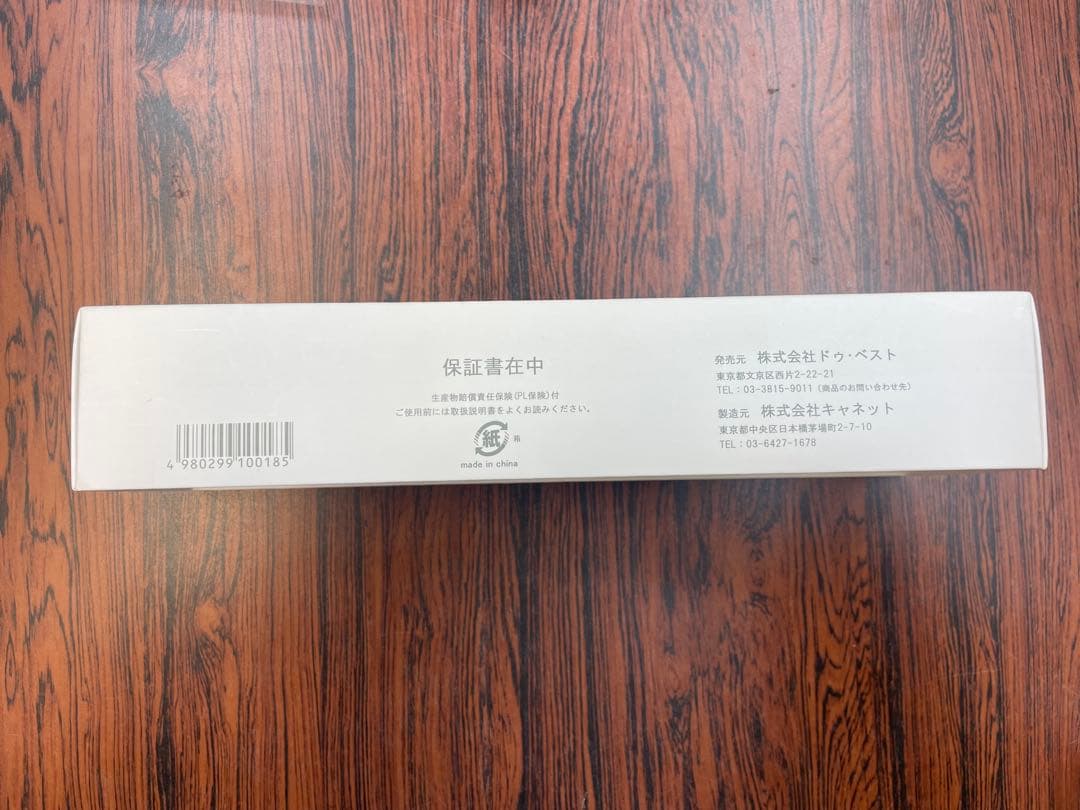 保証書在中
生産物賠償責任保険(PL保険)付
ご使用前には取扱説明書をよくお読みください。
紙 箱
made in china
4 980299 100185
発売元 株式会社ドゥ・ベスト
東京都文京区西片2-22-21
TEL：03-3815-9011（商品のお問い合わせ先）
製造元 株式会社キャネット
東京都中央区日本橋茅場町2-7-10
TEL：03-6427-1678